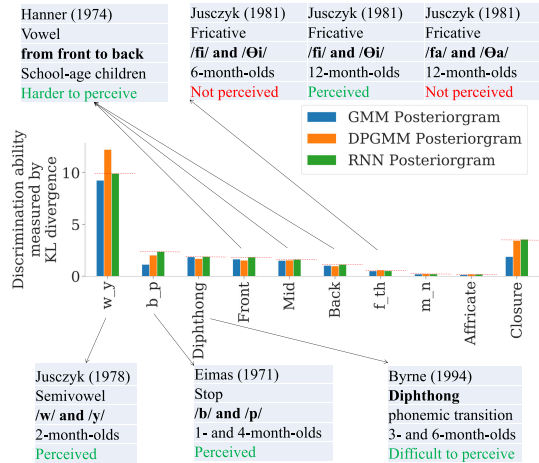 Hanner (1974)
Vowel
from front to back
School-age children
Harder to perceive
Jusczyk (1981)
Fricative
/fi/ and /Θi/
6-month-olds
Not perceived
Jusczyk (1981)
Fricative
/fi/ and /Θi/
12-month-olds
Perceived
Jusczyk (1981)
Fricative
/fa/ and /Θa/
12-month-olds
Not perceived
GMM Posteriorgram
DPGMM Posteriorgram
RNN Posteriorgram
Discrimination ability
measured by
KL divergence
10
5
0
w_y
b_p
Diphthong
Front
Mid
Back
f_th
m_n
Affricate
Closure
Jusczyk (1978)
Semivowel
/w/ and /y/
2-month-olds
Perceived
Eimas (1971)
Stop
/b/ and /p/
1- and 4-month-olds
Perceived
Byrne (1994)
Diphthong
phonemic transition
3- and 6-month-olds
Difficult to perceive